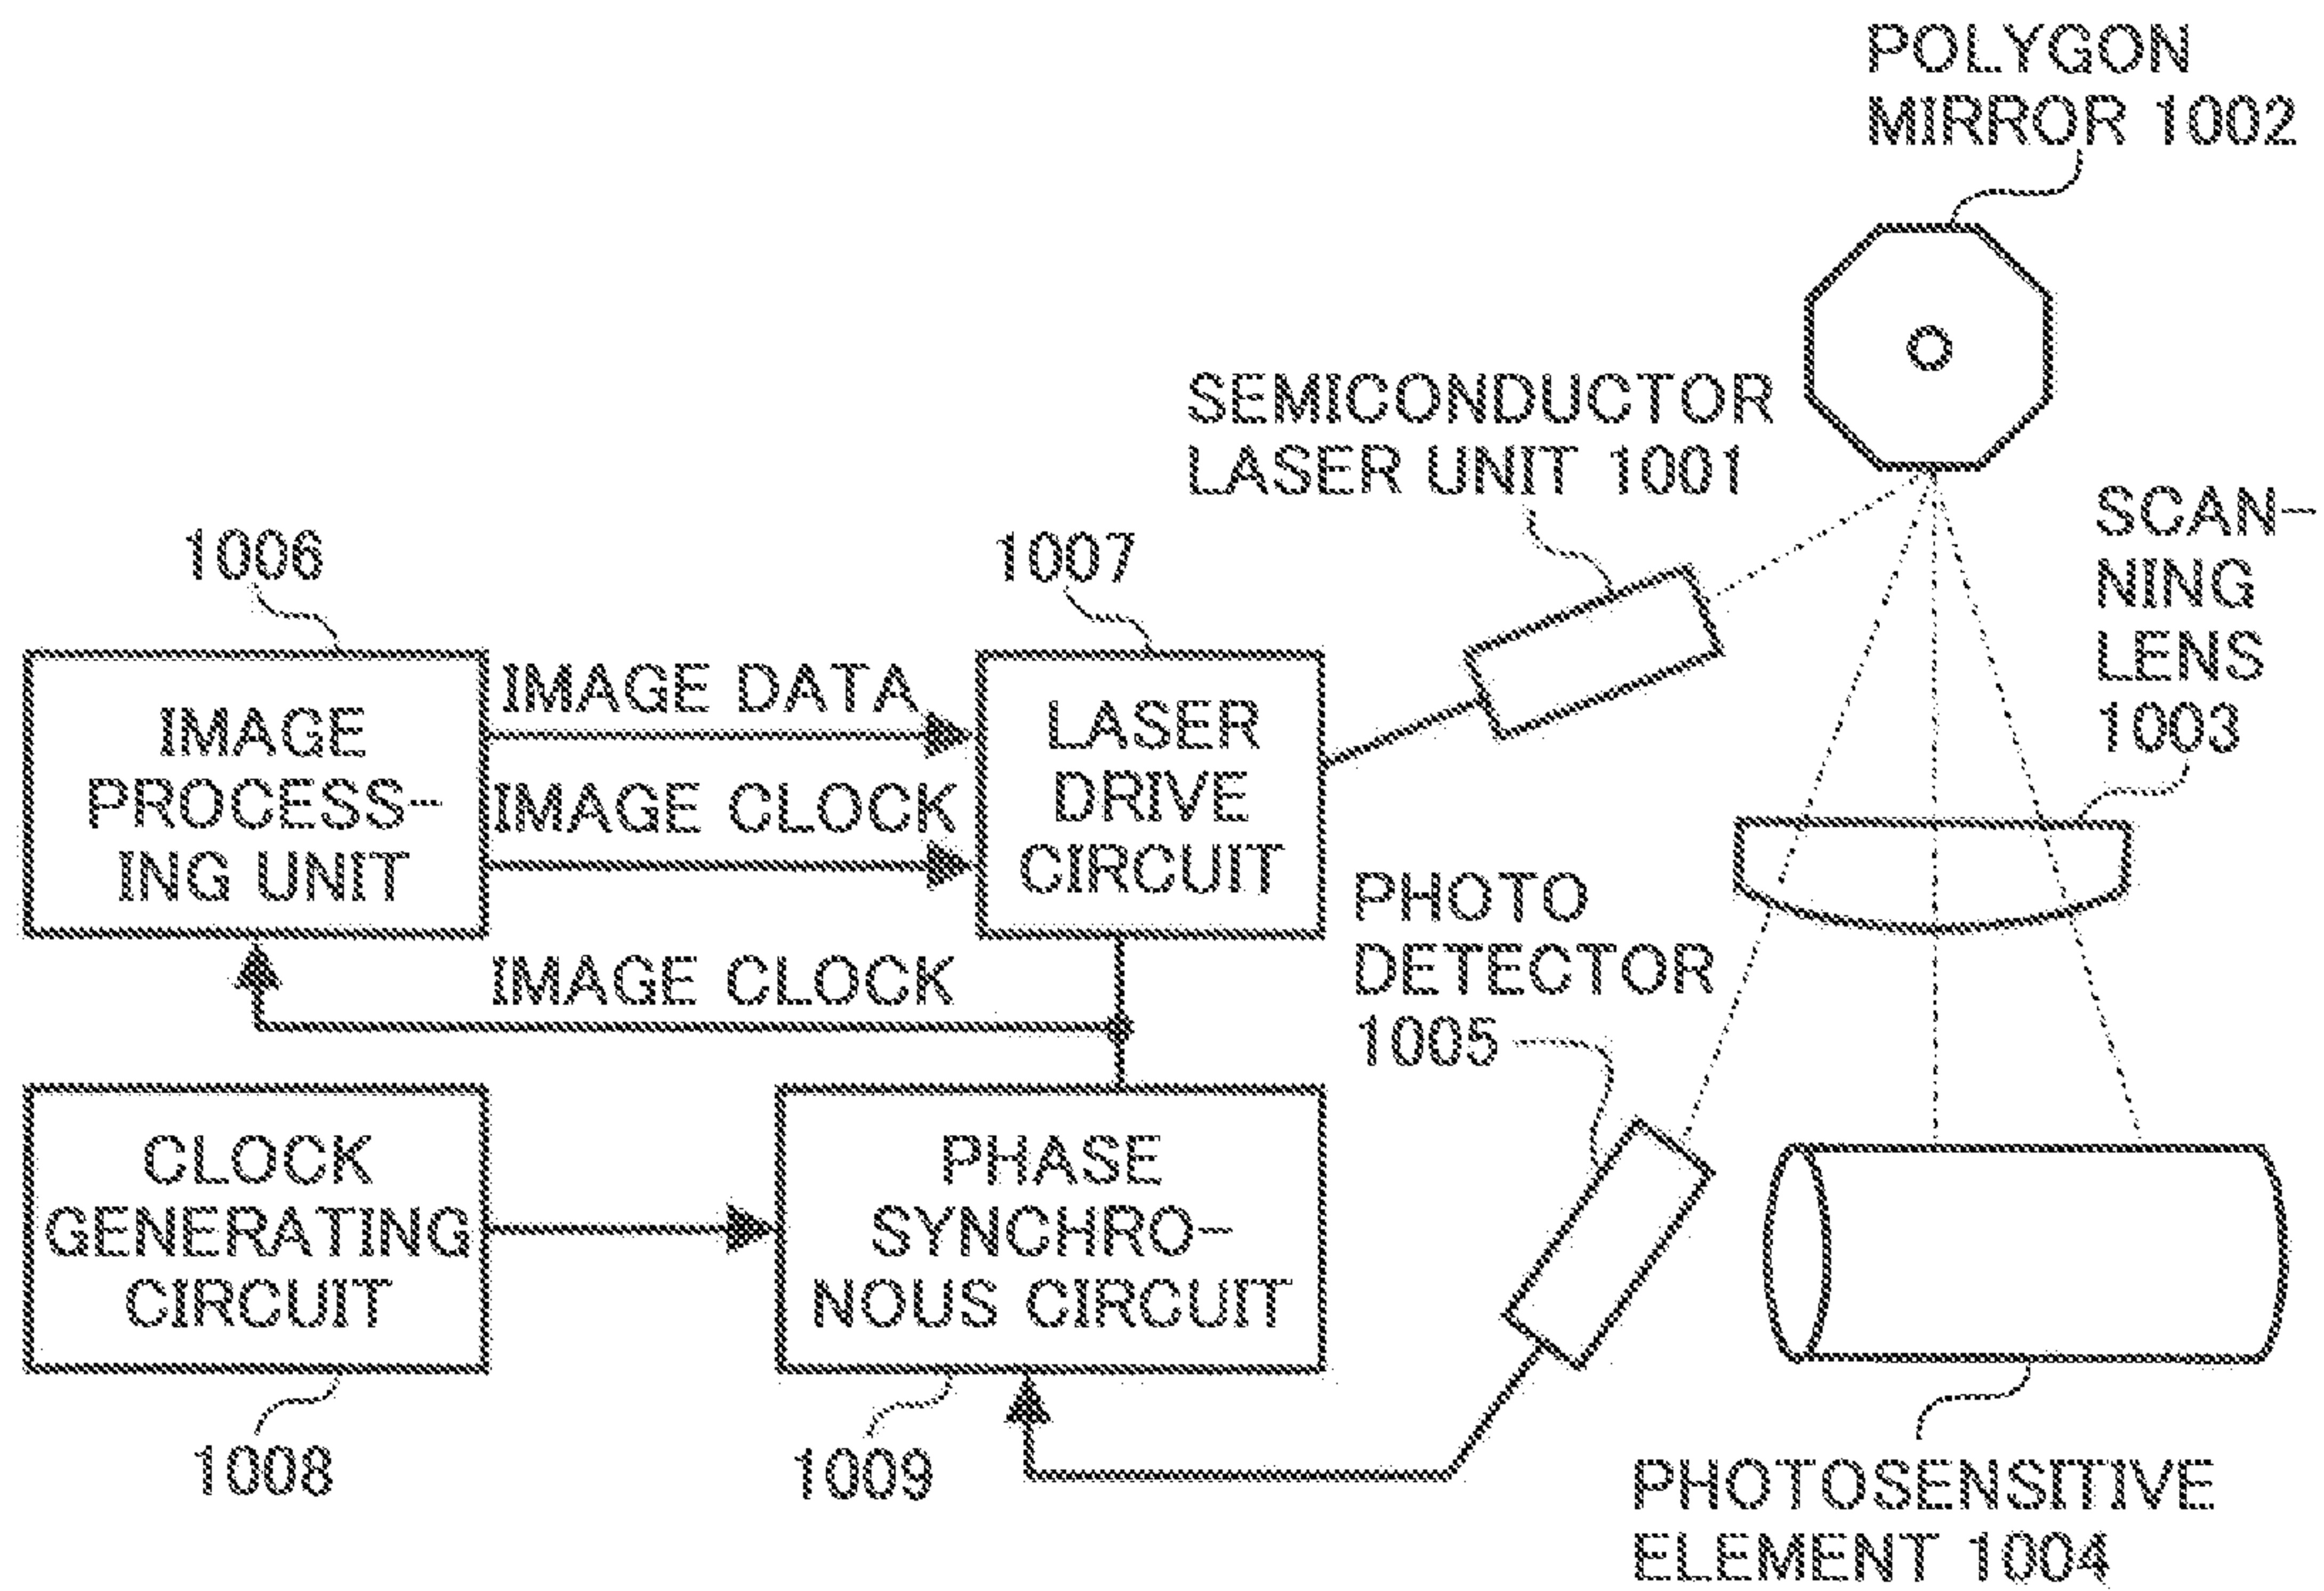 POLYGON
MIRROR 1002
SEMICONDUCTOR
LASER UNIT 1001
SCAN-
NING
LENS
1003
1006
1007
IMAGE
PROCESS-
ING UNIT
IMAGE DATA
IMAGE CLOCK
LASER
DRIVE
CIRCUIT
IMAGE CLOCK
PHOTO
DETECTOR
1005
CLOCK
GENERATING
CIRCUIT
PHASE
SYNCHRO-
NOUS CIRCUIT
1008
1009
PHOTOSENSITIVE
ELEMENT 1004